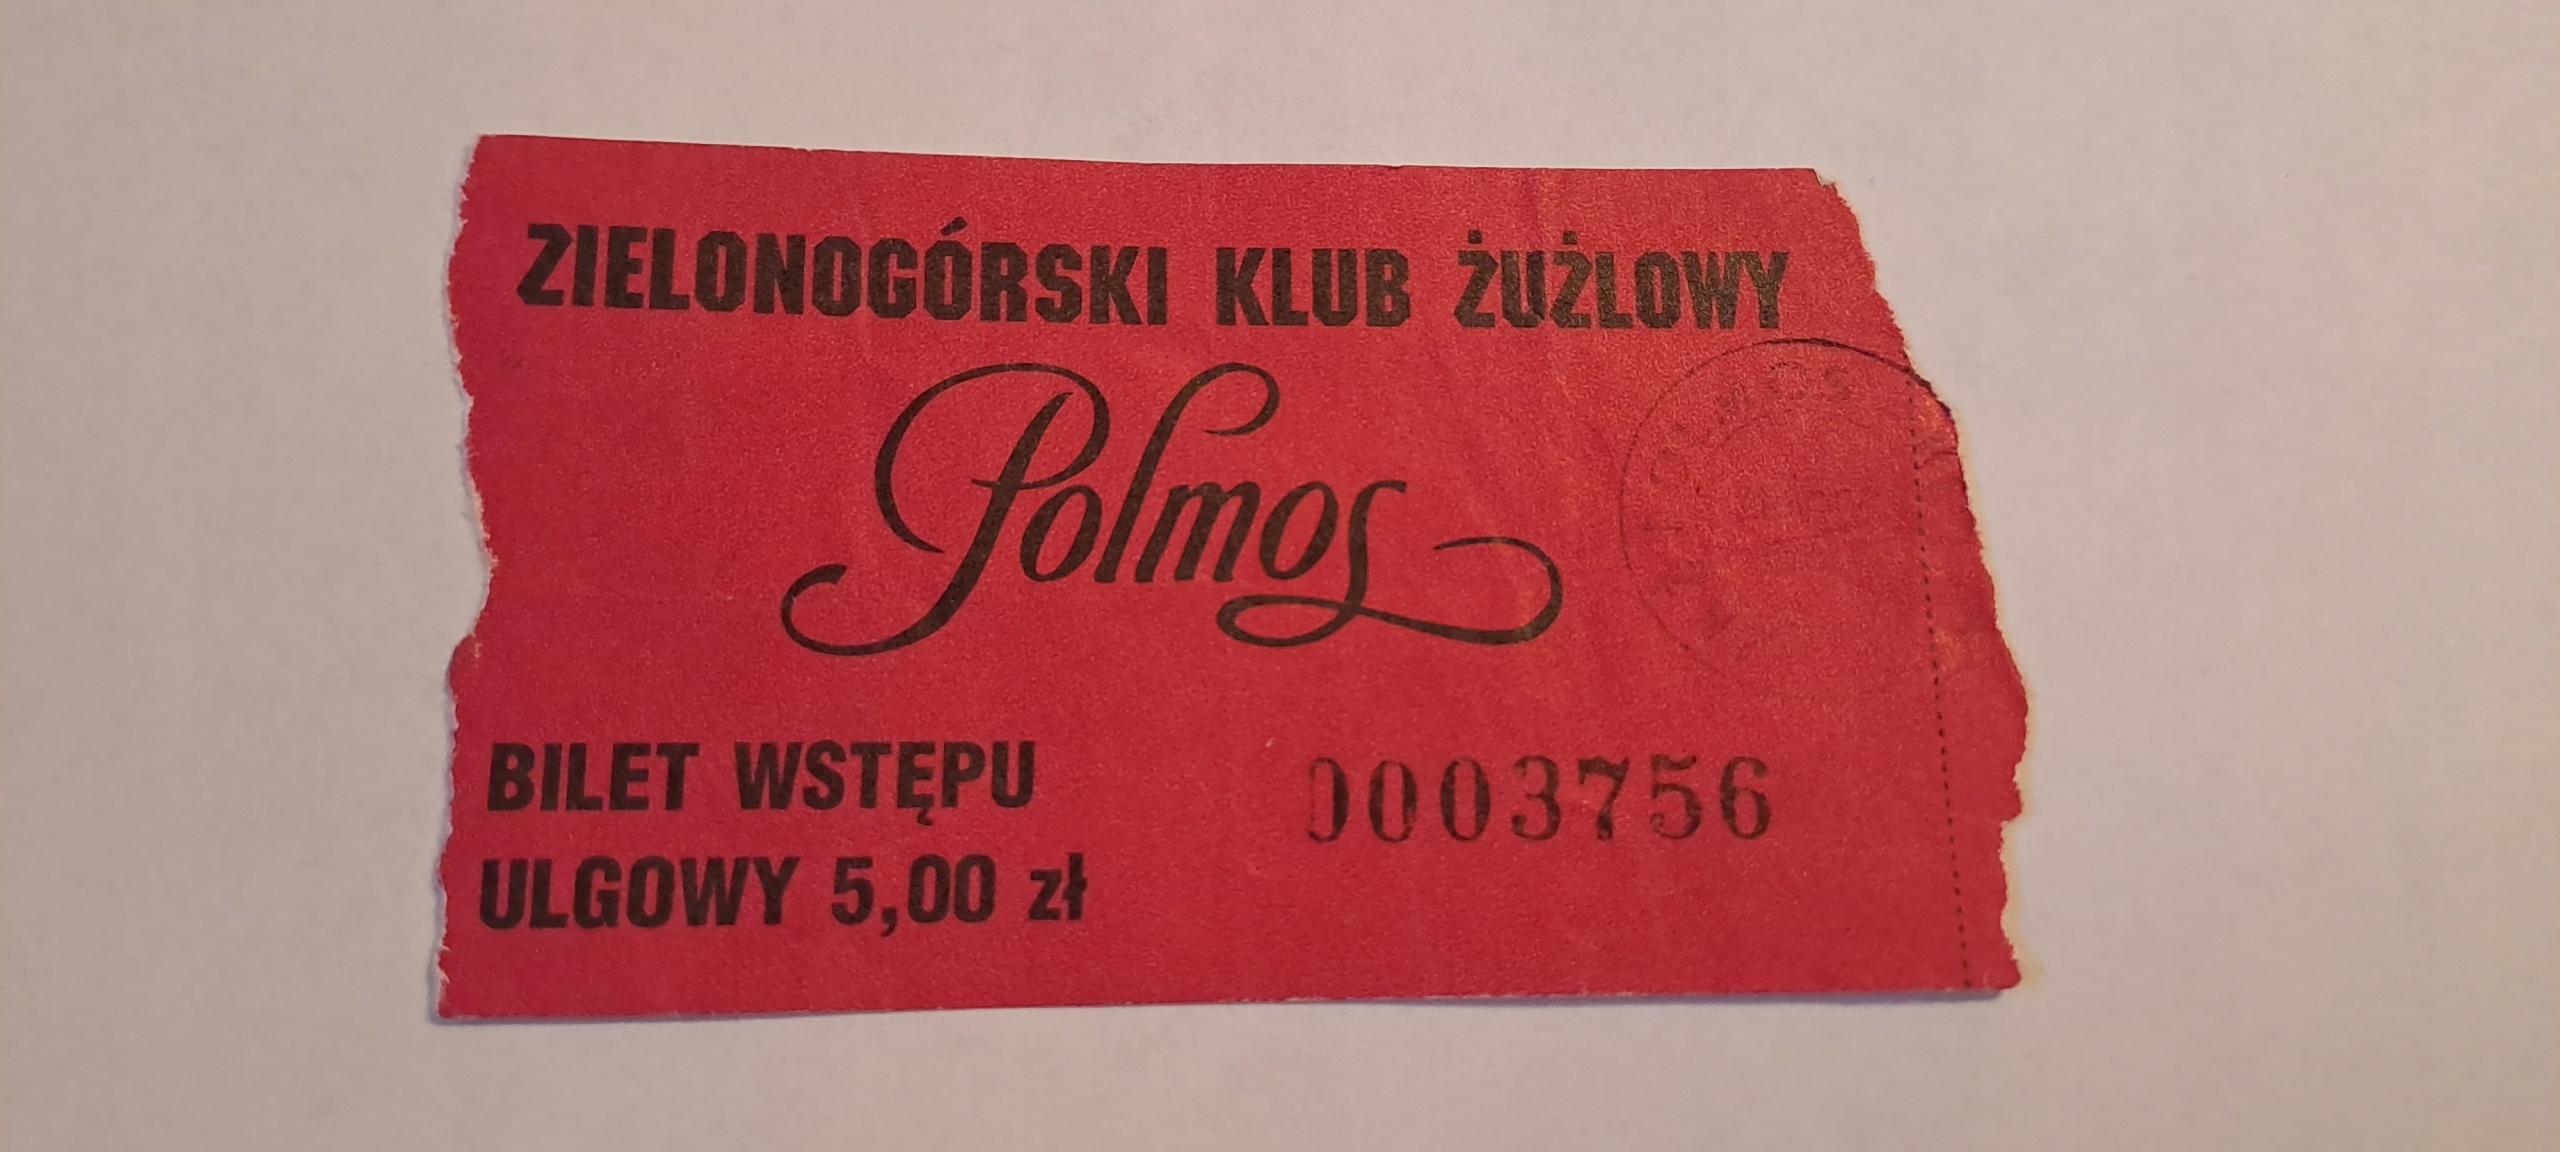 ZIELONOGÓRSKI KLUB ŻUŻLOWY
Polmos
BILET WSTĘPU
ULGOWY 5,00 zł
0003756